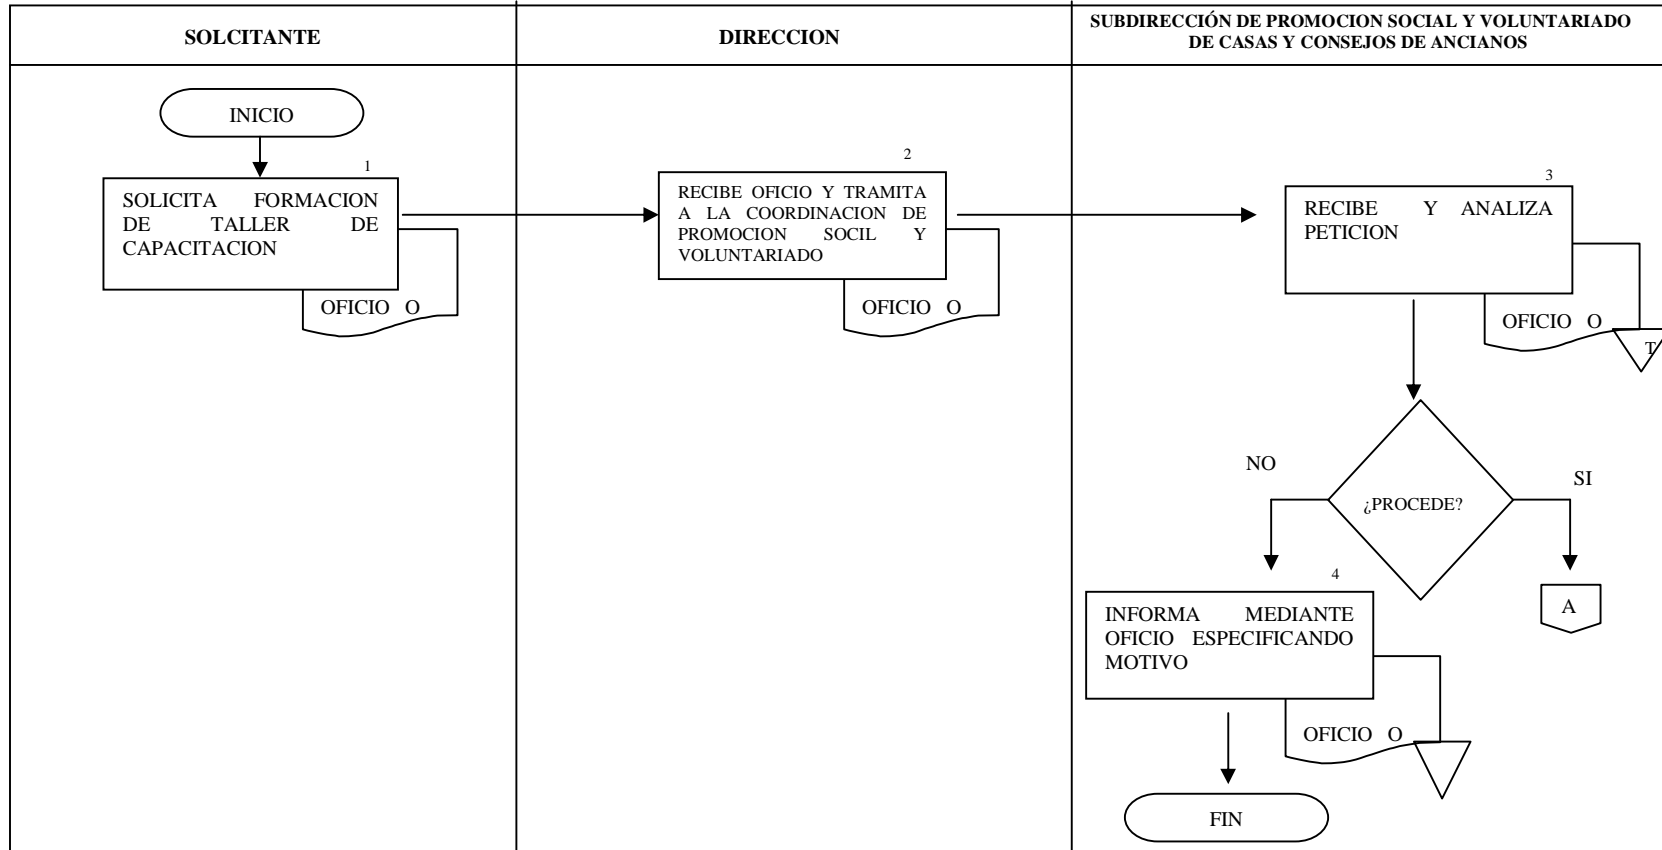 SOLCITANTE
DIRECCION
SUBDIRECCIÓN DE PROMOCION SOCIAL Y VOLUNTARIADO
DE CASAS Y CONSEJOS DE ANCIANOS
INICIO
1
SOLICITA FORMACION
DE TALLER DE
CAPACITACION
OFICIO O
2
RECIBE OFICIO Y TRAMITA
A LA COORDINACION DE
PROMOCION SOCIL Y
VOLUNTARIADO
OFICIO O
3
RECIBE Y ANALIZA
PETICION
OFICIO O
T
¿PROCEDE?
NO
SI
A
4
INFORMA MEDIANTE
OFICIO ESPECIFICANDO
MOTIVO
OFICIO O
FIN